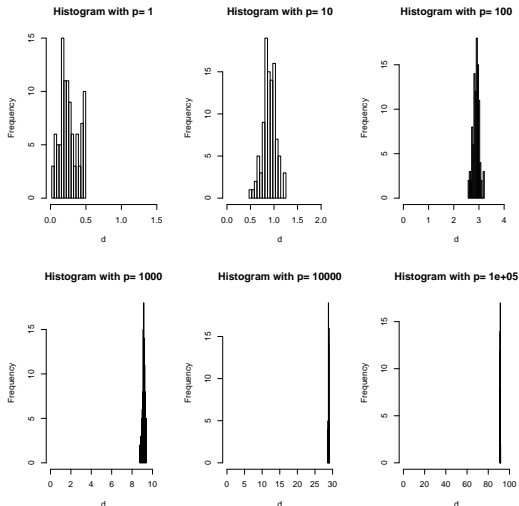 Histogram with p= 1
Frequency
0 5 10 15
0.0 0.5 1.0 1.5
d
Histogram with p= 10
Frequency
0 5 10 15
0.0 0.5 1.0 1.5 2.0
d
Histogram with p= 100
Frequency
0 5 10 15
0 1 2 3 4
d
Histogram with p= 1000
Frequency
0 5 10 15
0 2 4 6 8 10
d
Histogram with p= 10000
Frequency
0 5 10 15
0 5 10 15 20 25 30
d
Histogram with p= 1e+05
Frequency
0 5 10 15
0 20 40 60 80 100
d